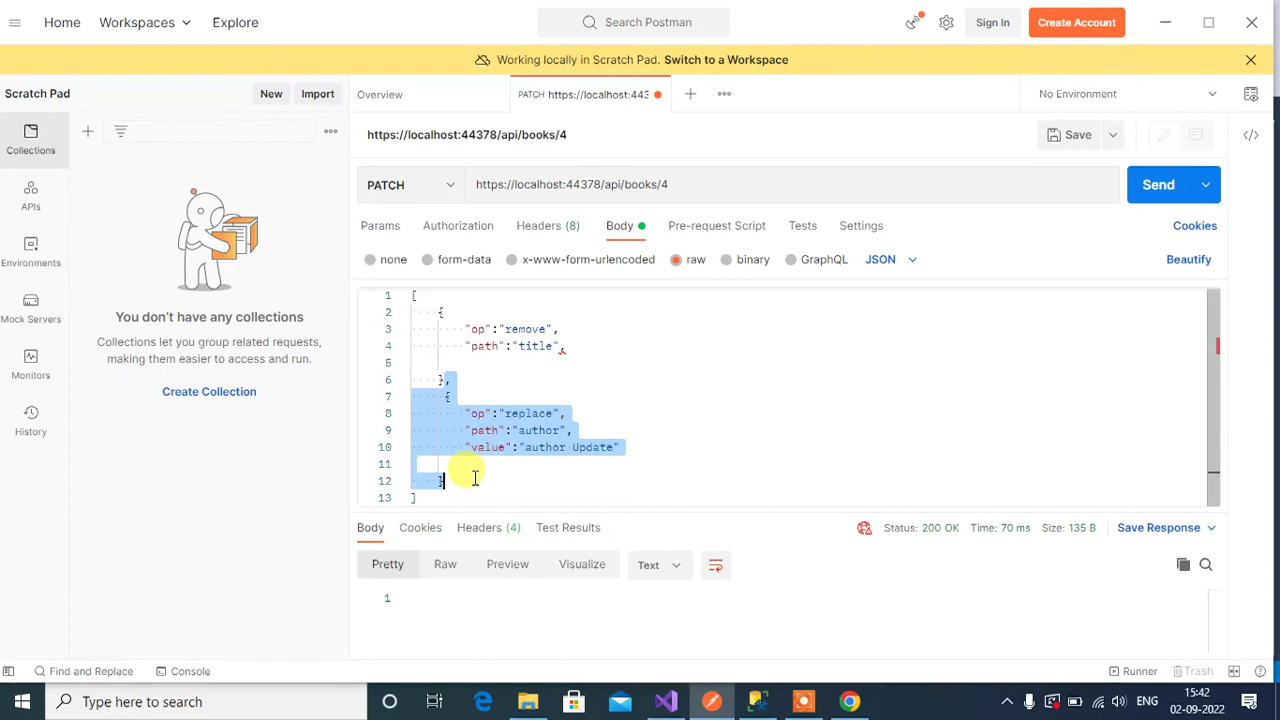 Home
Workspaces
Explore
Search Postman
Sign In
Create Account
Working locally in Scratch Pad. Switch to a Workspace
Scratch Pad
New
Import
Overview
PATCH https://localhost:443
No Environment
https://localhost:44378/api/books/4
Save
Collections
PATCH
https://localhost:44378/api/books/4
Send
APIs
Params
Authorization
Headers (8)
Body
Pre-request Script
Tests
Settings
Cookies
none
form-data
x-www-form-urlencoded
raw
binary
GraphQL
JSON
Beautify
Environments
Mock Servers
Monitors
History
You don't have any collections
Collections let you group related requests,
making them easier to access and run.
Create Collection
1 [
2 {
3 "op":"remove",
4 "path":"title",
5
6 },
7 {
8 "op":"replace",
9 "path":"author",
10 "value":"author Update"
11
12 }
13 ]
Body
Cookies
Headers (4)
Test Results
Status: 200 OK
Time: 70 ms
Size: 135 B
Save Response
Pretty
Raw
Preview
Visualize
Text
1
Find and Replace
Console
Runner
Trash
Type here to search
ENG
15:42
02-09-2022